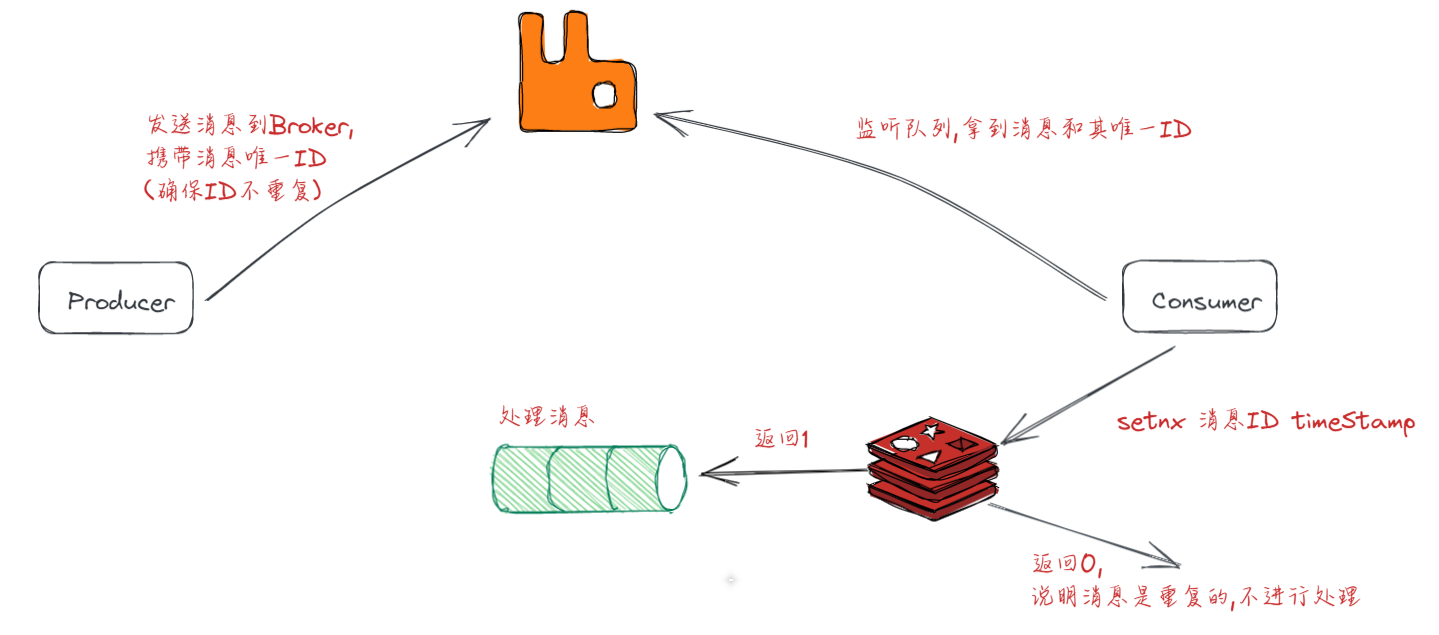 发送消息到Broker,
携带消息唯一ID
(确保ID不重复)
监听队列,拿到消息和其唯一ID
Producer
Consumer
处理消息
返回1
setnx 消息ID timeStamp
返回0,
说明消息是重复的,不进行处理